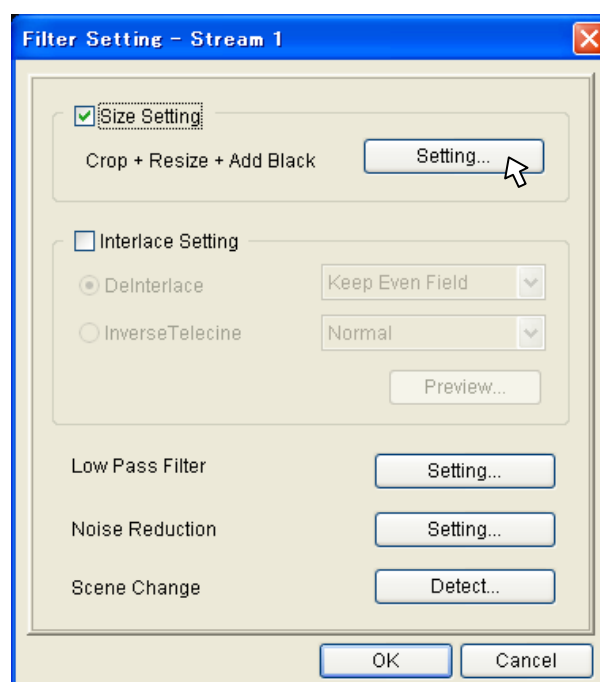 Filter Setting - Stream 1
Size Setting
Crop + Resize + Add Black Setting...
Interlace Setting
DeInterlace Keep Even Field
InverseTelecine Normal
Preview...
Low Pass Filter Setting...
Noise Reduction Setting...
Scene Change Detect...
OK Cancel